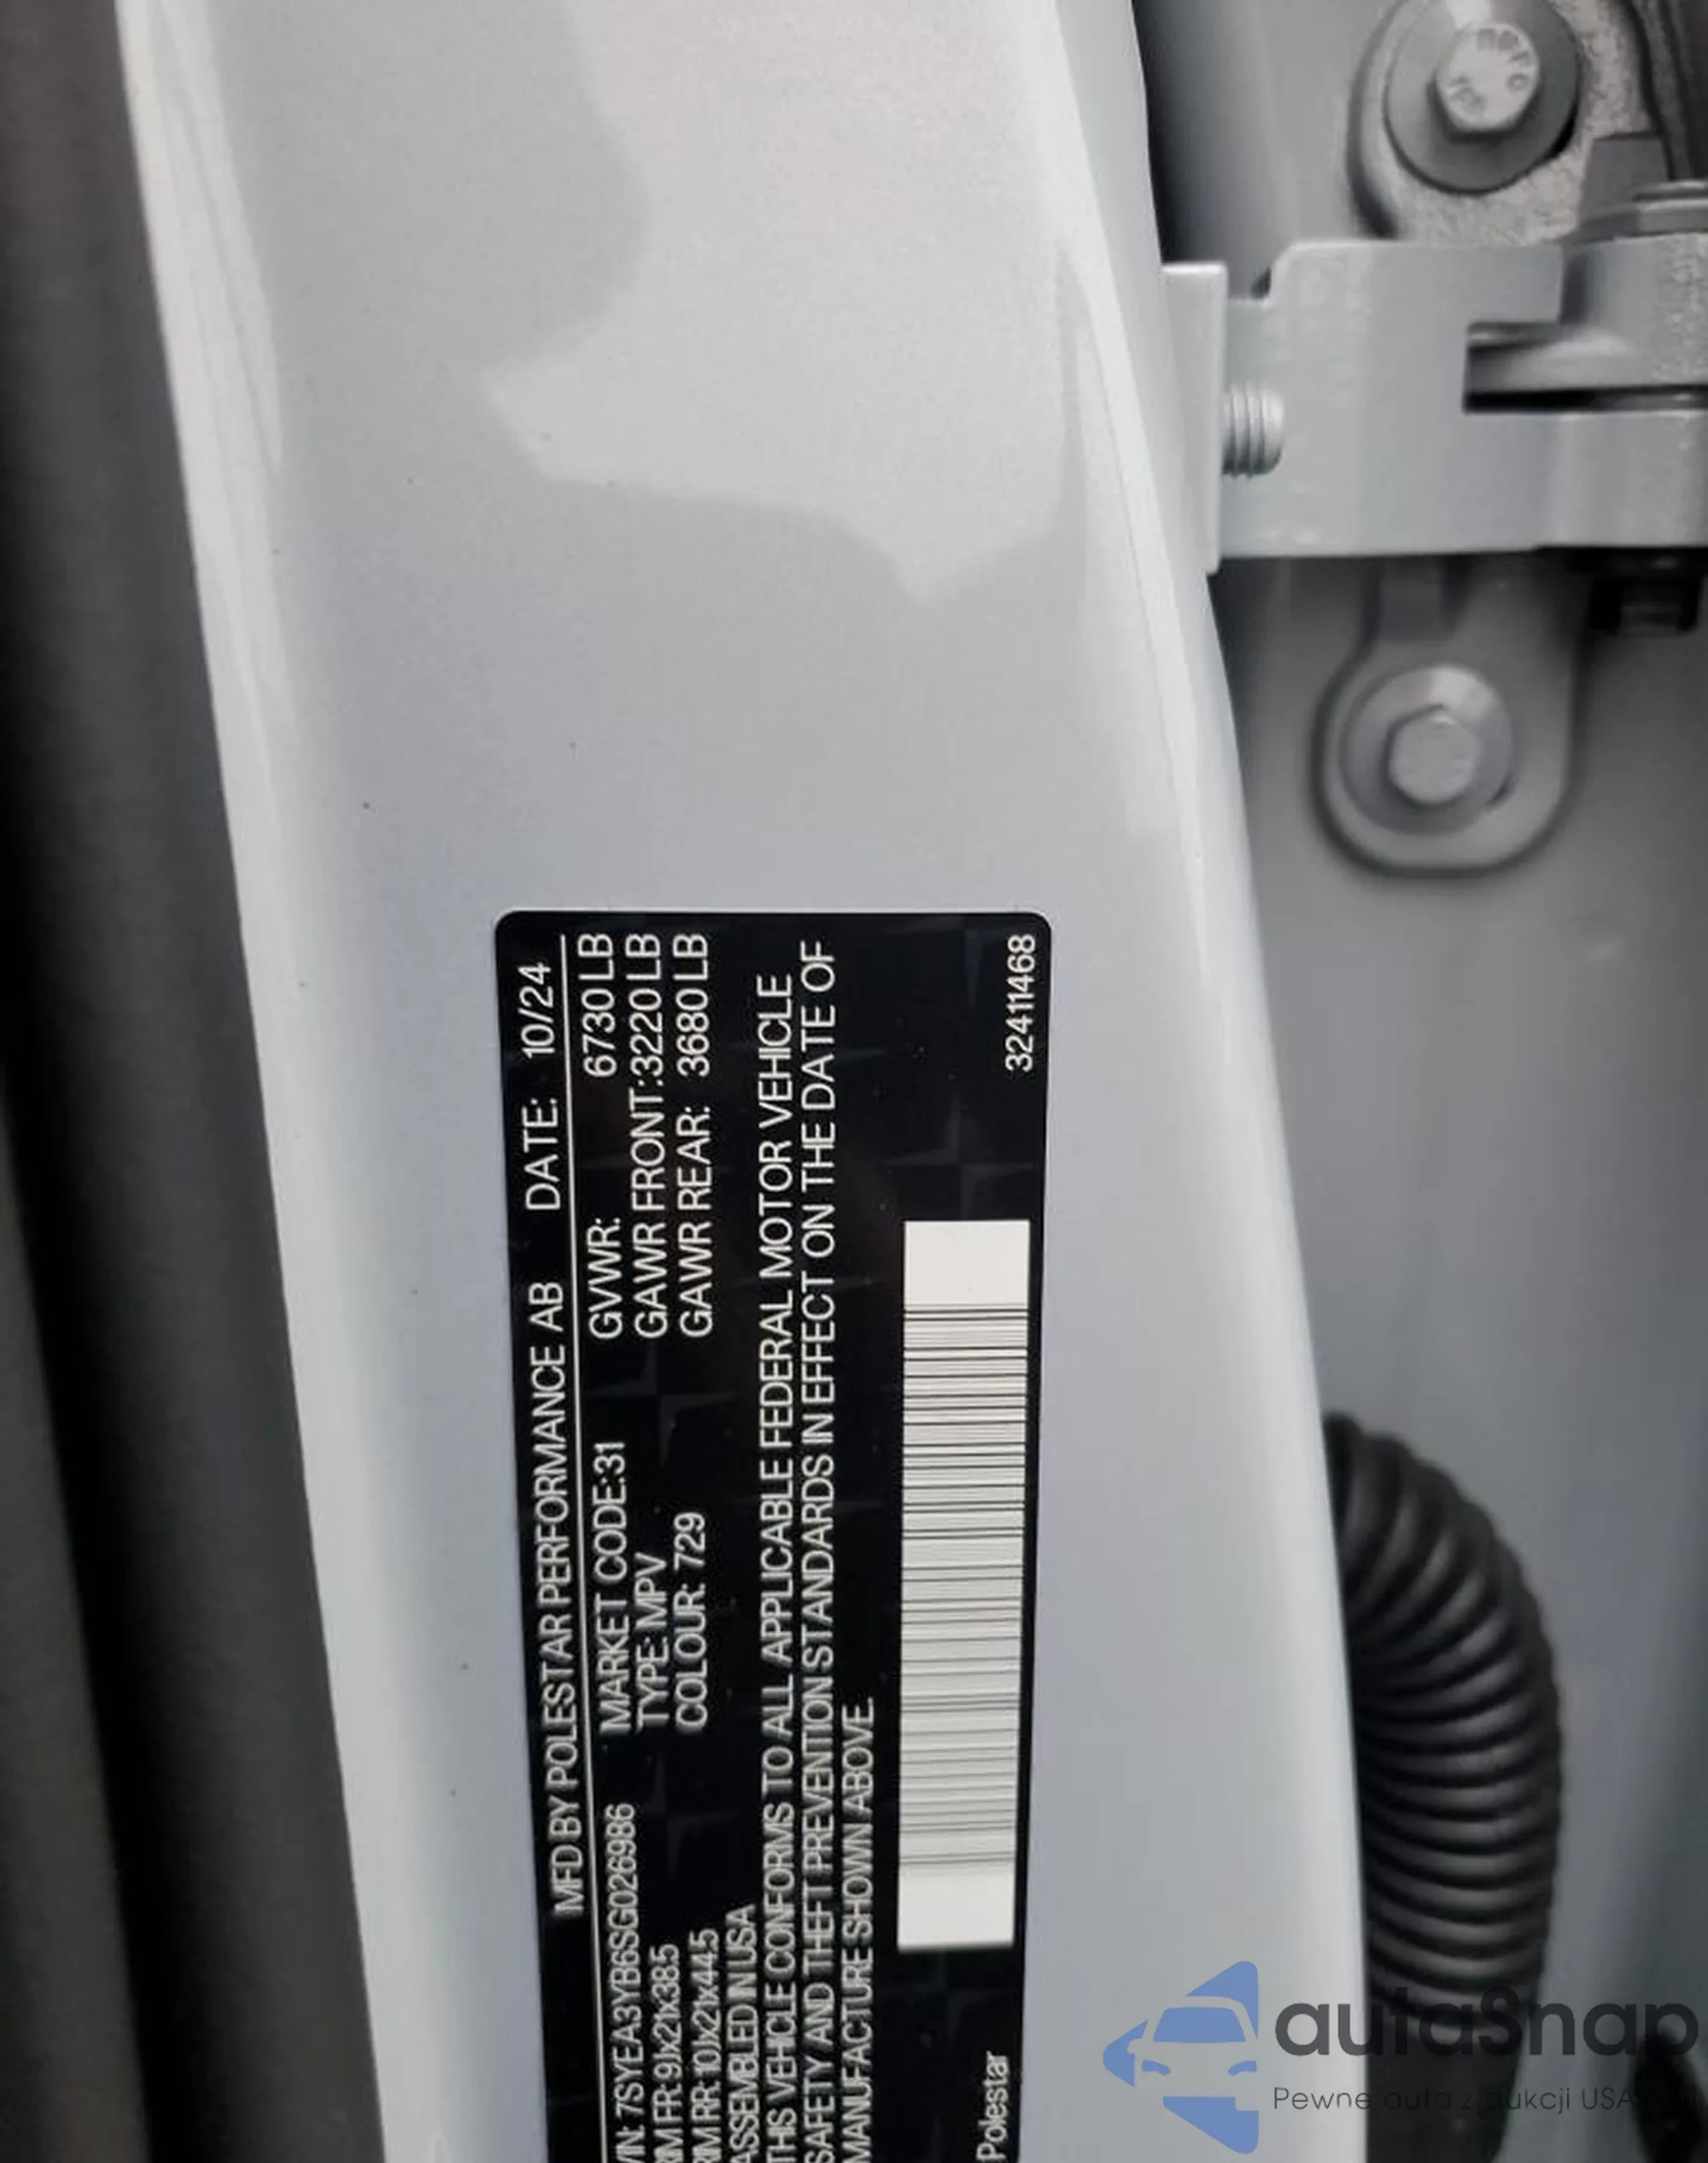 MFD BY POLESTAR PERFORMANCE AB DATE: 10/24
VIN: 7SYEA3YB6SG026986 MARKET CODE:31 GVWR: 6730 LB
RIM FR: 9Jx21x38.5 TYPE: MPV GAWR FRONT:3220 LB
RIM RR: 10Jx21x44.5 COLOUR: 729 GAWR REAR: 3680 LB
ASSEMBLED IN USA
THIS VEHICLE CONFORMS TO ALL APPLICABLE FEDERAL MOTOR VEHICLE
SAFETY AND THEFT PREVENTION STANDARDS IN EFFECT ON THE DATE OF
MANUFACTURE SHOWN ABOVE.
Polestar 32411468
autaSnap
Pewne auta z USA